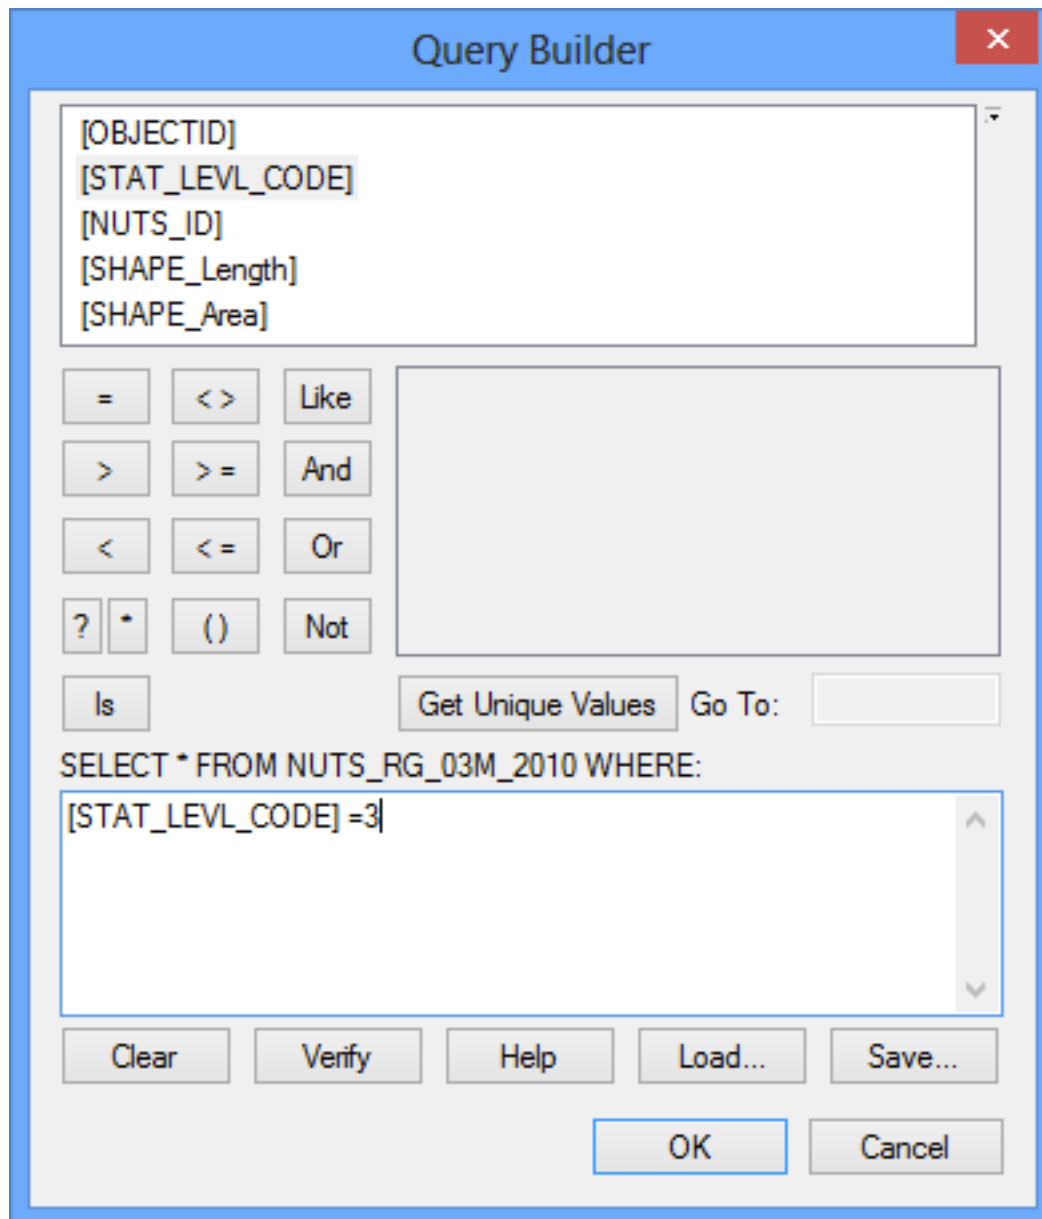 Query Builder
[OBJECTID]
[STAT_LEVL_CODE]
[NUTS_ID]
[SHAPE_Length]
[SHAPE_Area]
= < > Like
> > = And
< < = Or
? * ( ) Not
Is Get Unique Values Go To:
SELECT * FROM NUTS_RG_03M_2010 WHERE:
[STAT_LEVL_CODE] =3
Clear Verify Help Load... Save...
OK Cancel